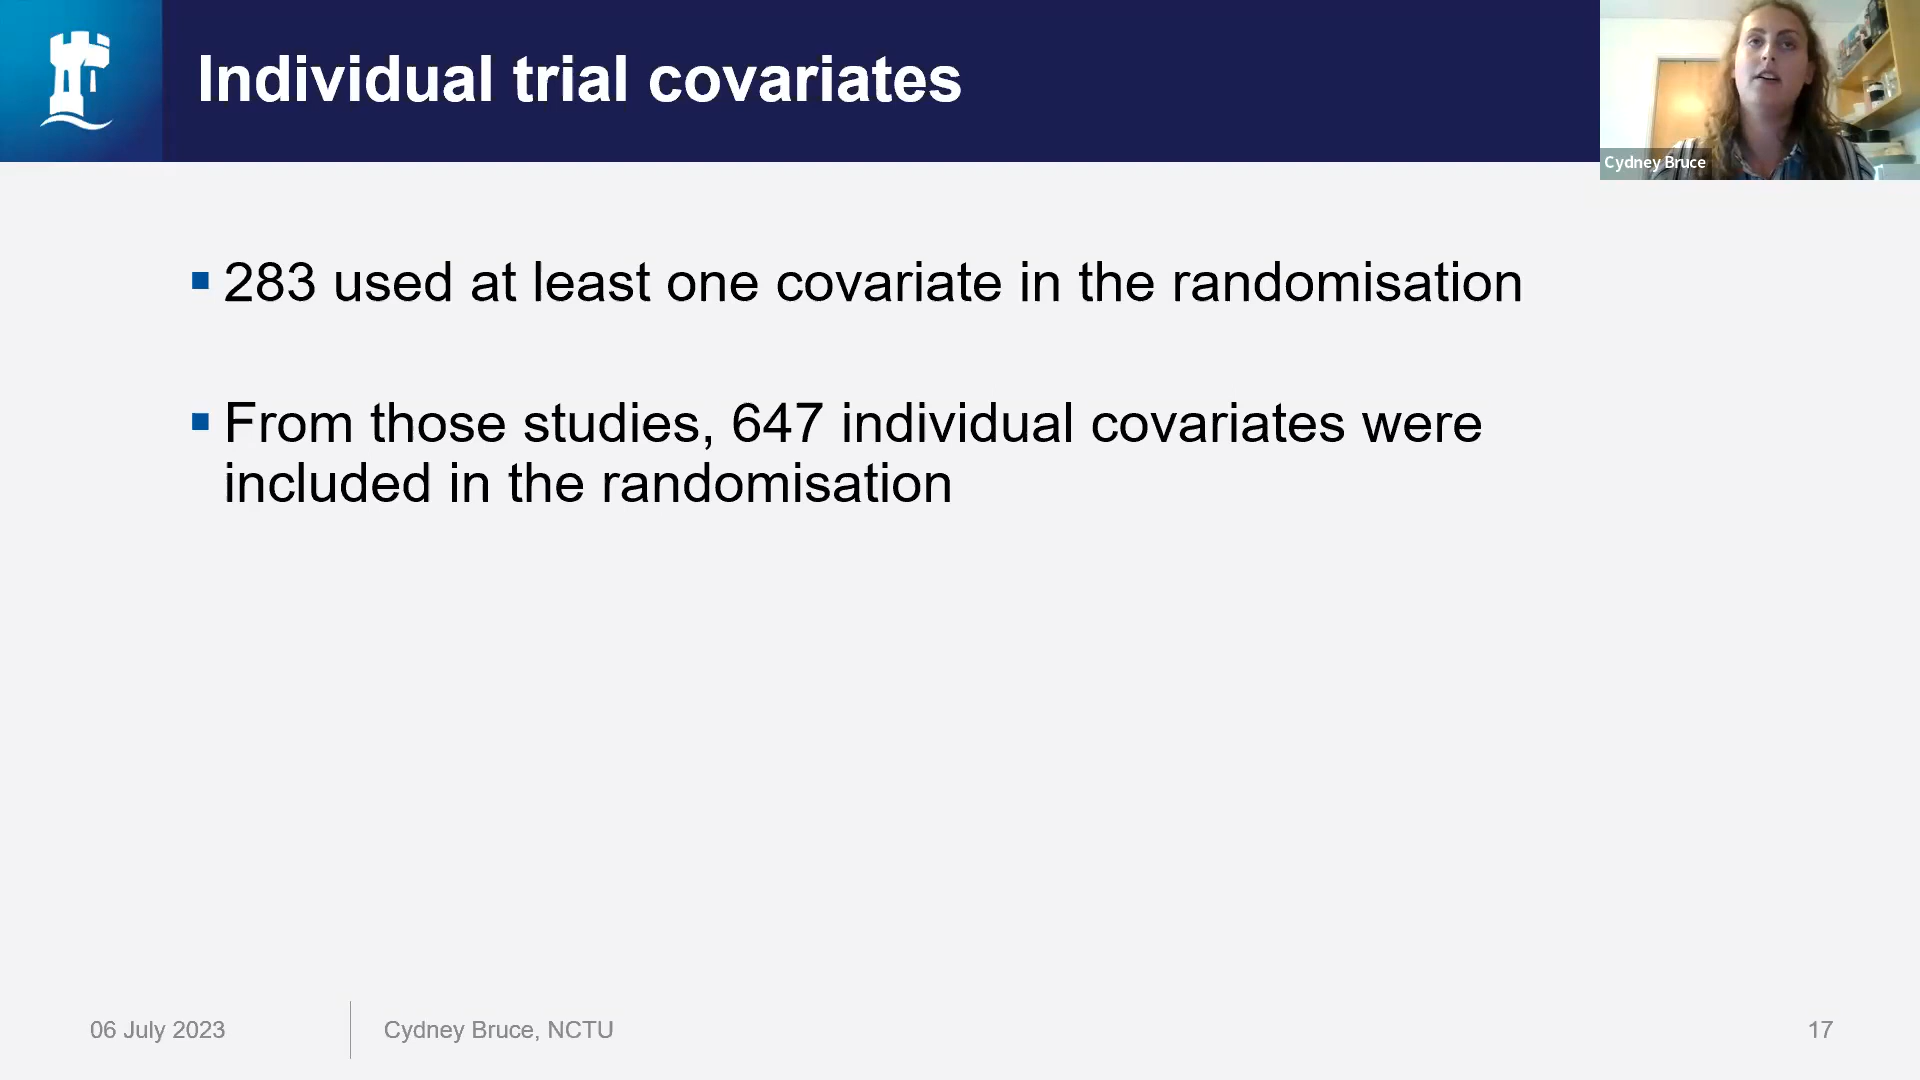 Individual trial covariates
Cydney Bruce
283 used at least one covariate in the randomisation
From those studies, 647 individual covariates were
included in the randomisation
06 July 2023
Cydney Bruce, NCTU
17